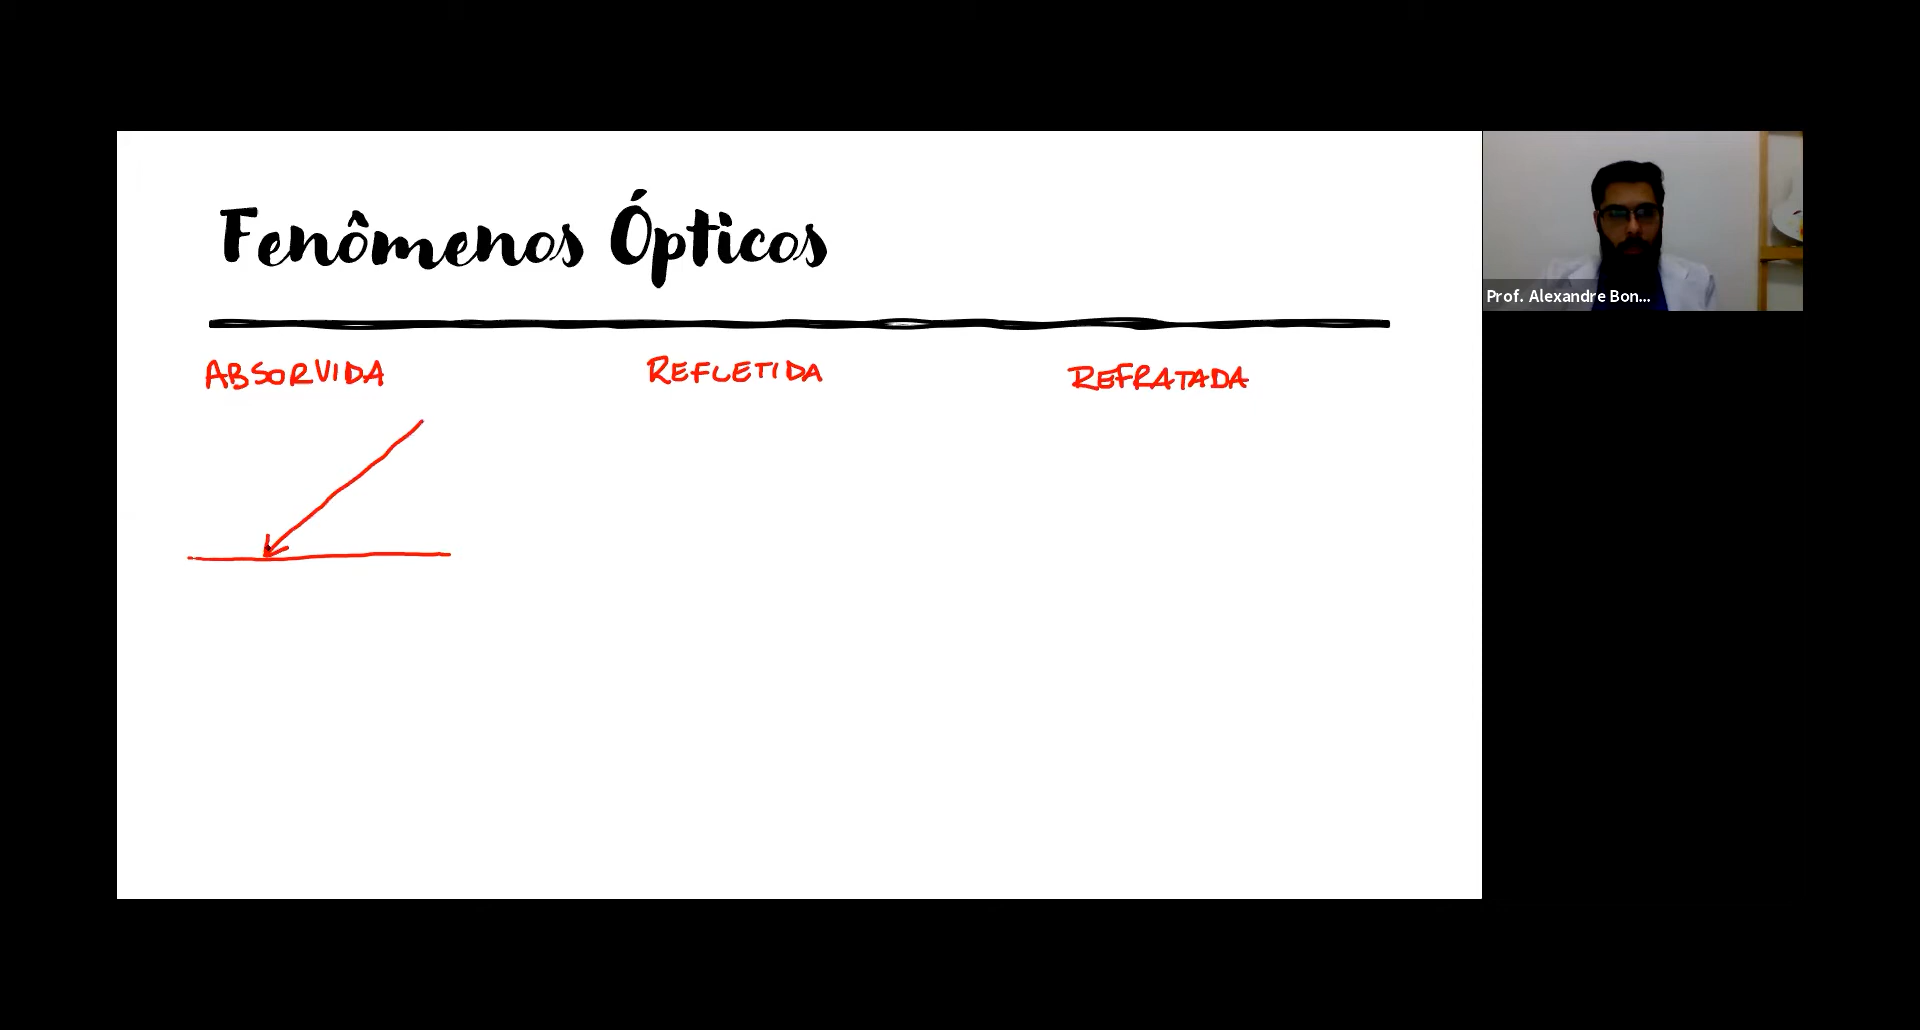 Fenômenos Ópticos
ABSORVIDA REFLETIDA REFRATADA
Prof. Alexandre Bon...